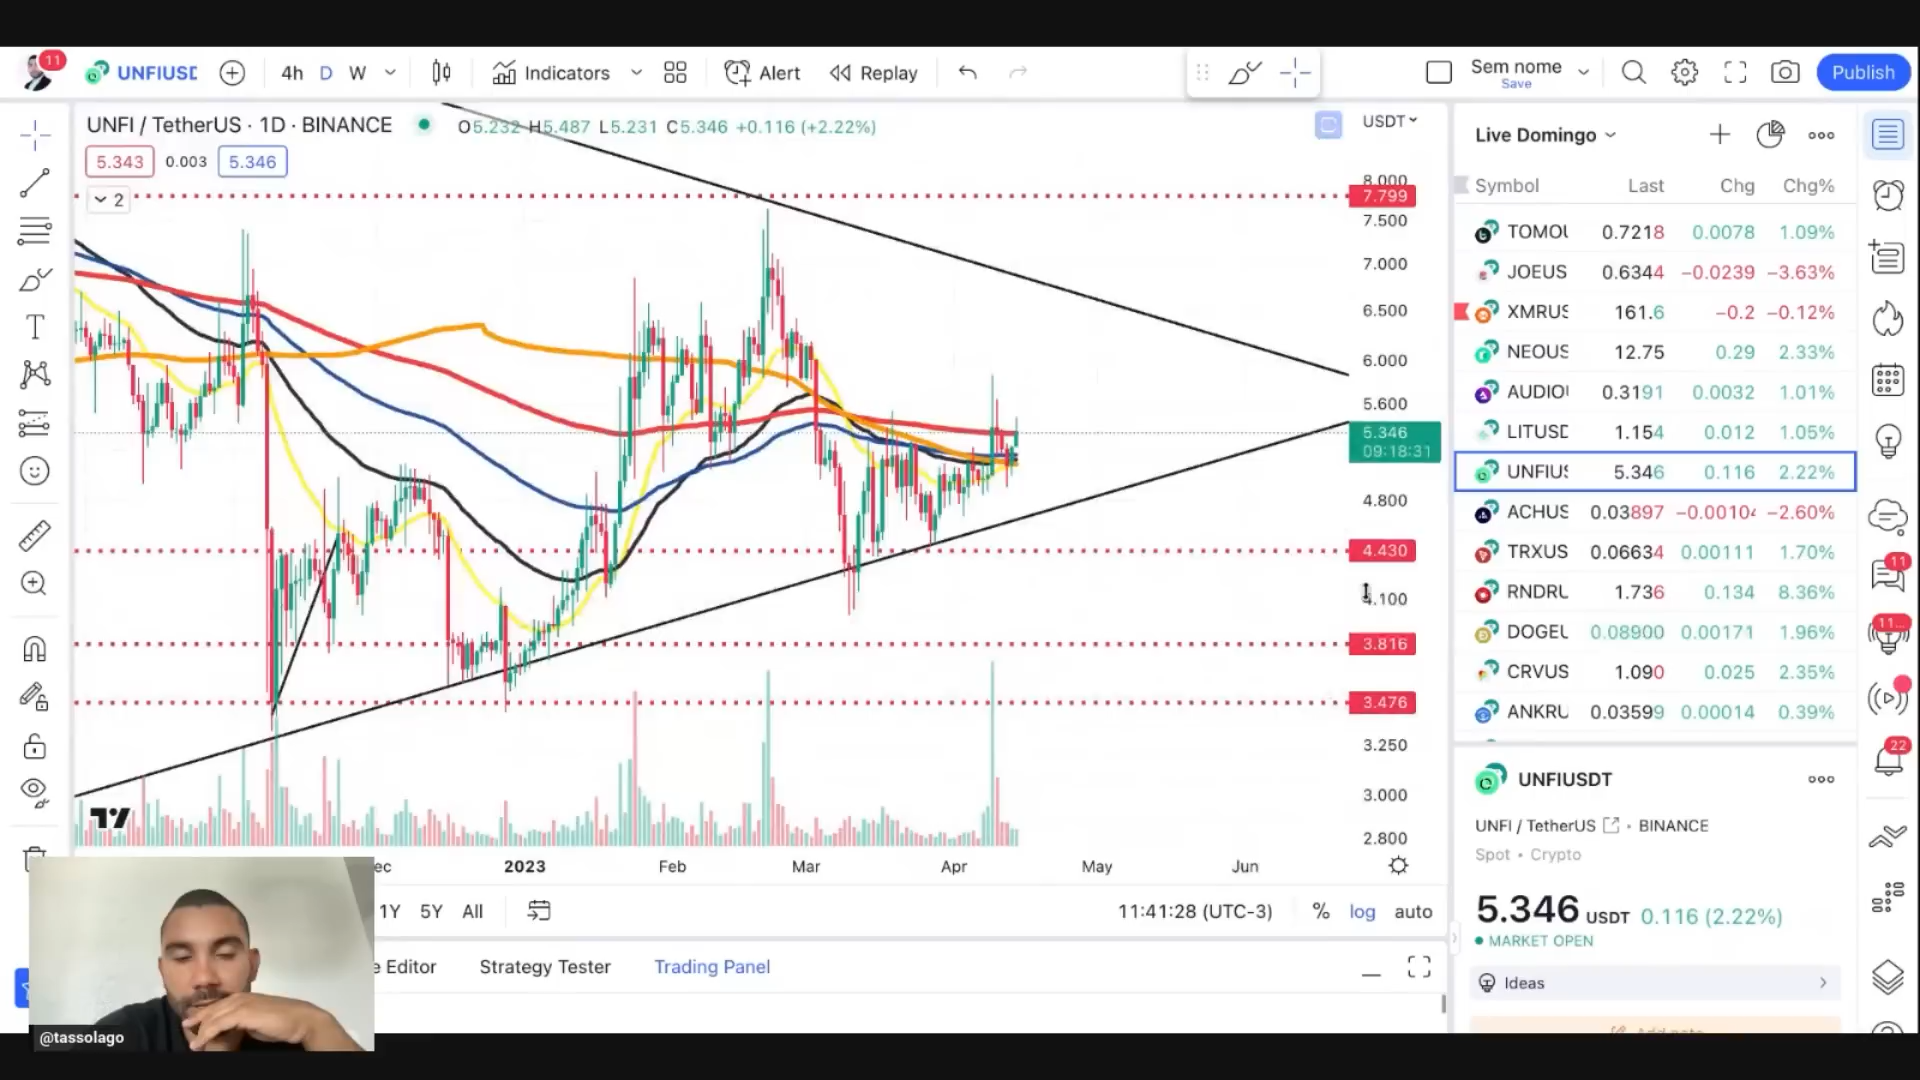 11
UNFIUSD
4h D W
Indicators
Alert
Replay
Sem nome
Save
Publish
UNFI / TetherUS · 1D · BINANCE
O5.232 H5.487 L5.231 C5.346 +0.116 (+2.22%)
USDT
5.343 0.003 5.346
2
8.000
7.799
7.500
7.000
6.500
6.000
5.600
5.346
09:18:31
4.800
4.430
4.100
3.816
3.476
3.250
3.000
2.800
ec 2023 Feb Mar Apr May Jun
1Y 5Y All
11:41:28 (UTC-3) % log auto
e Editor Strategy Tester Trading Panel
@tassolago
Live Domingo
Symbol Last Chg Chg%
TOMOU 0.7218 0.0078 1.09%
JOEUS 0.6344 −0.0239 −3.63%
XMRUS 161.6 −0.2 −0.12%
NEOUS 12.75 0.29 2.33%
AUDIOU 0.3191 0.0032 1.01%
LITUSD 1.154 0.012 1.05%
UNFIUS 5.346 0.116 2.22%
ACHUS 0.03897 −0.00104 −2.60%
TRXUS 0.06634 0.00111 1.70%
RNDRU 1.736 0.134 8.36%
DOGEU 0.08900 0.00171 1.96%
CRVUS 1.090 0.025 2.35%
ANKRU 0.03599 0.00014 0.39%
UNFIUSDT
UNFI / TetherUS · BINANCE
Spot • Crypto
5.346 USDT 0.116 (2.22%)
MARKET OPEN
Ideas
11
11...
22